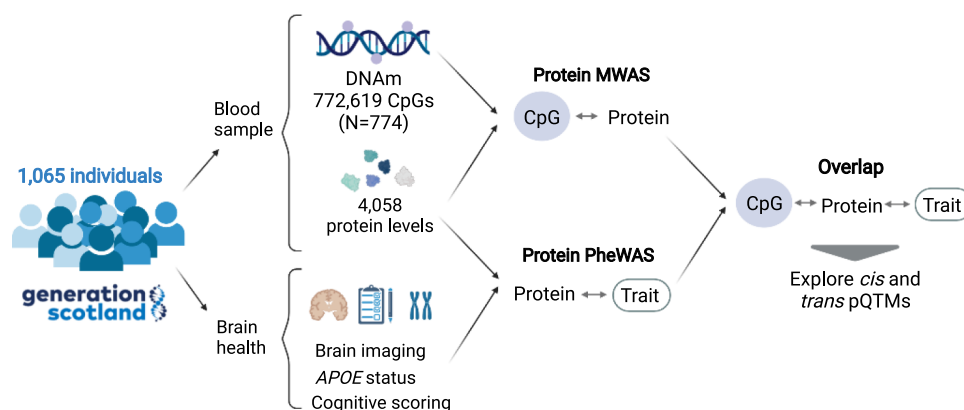 1,065 individuals
generation
scotland
Blood
sample
Brain
health
DNAm
772,619 CpGs
(N=774)
4,058
protein levels
Brain imaging
APOE status
Cognitive scoring
Protein MWAS
CpG Protein
Protein PheWAS
Protein Trait
Overlap
CpG Protein Trait
Explore cis and
trans pQTMs